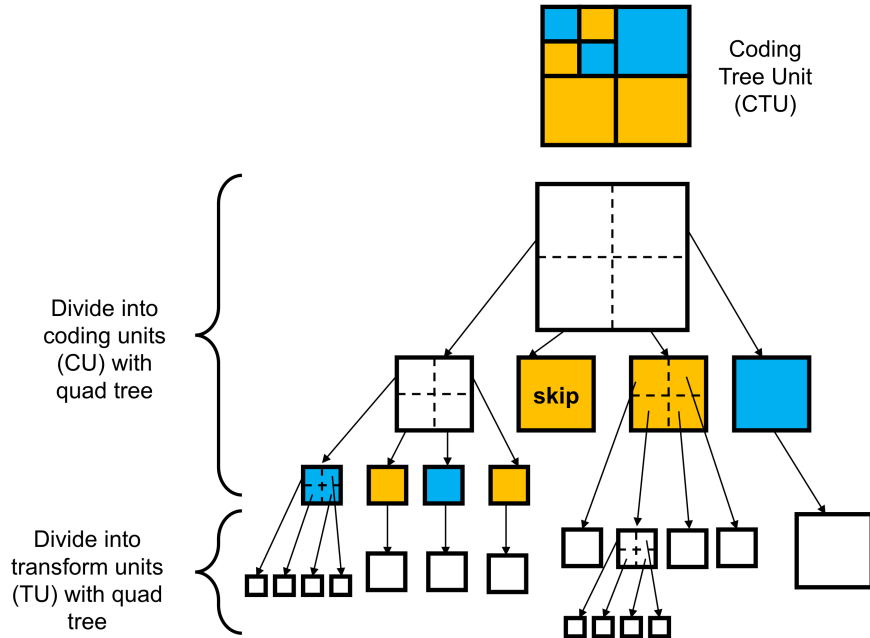 Coding
Tree Unit
(CTU)
Divide into
coding units
(CU) with
quad tree
skip
Divide into
transform units
(TU) with quad
tree